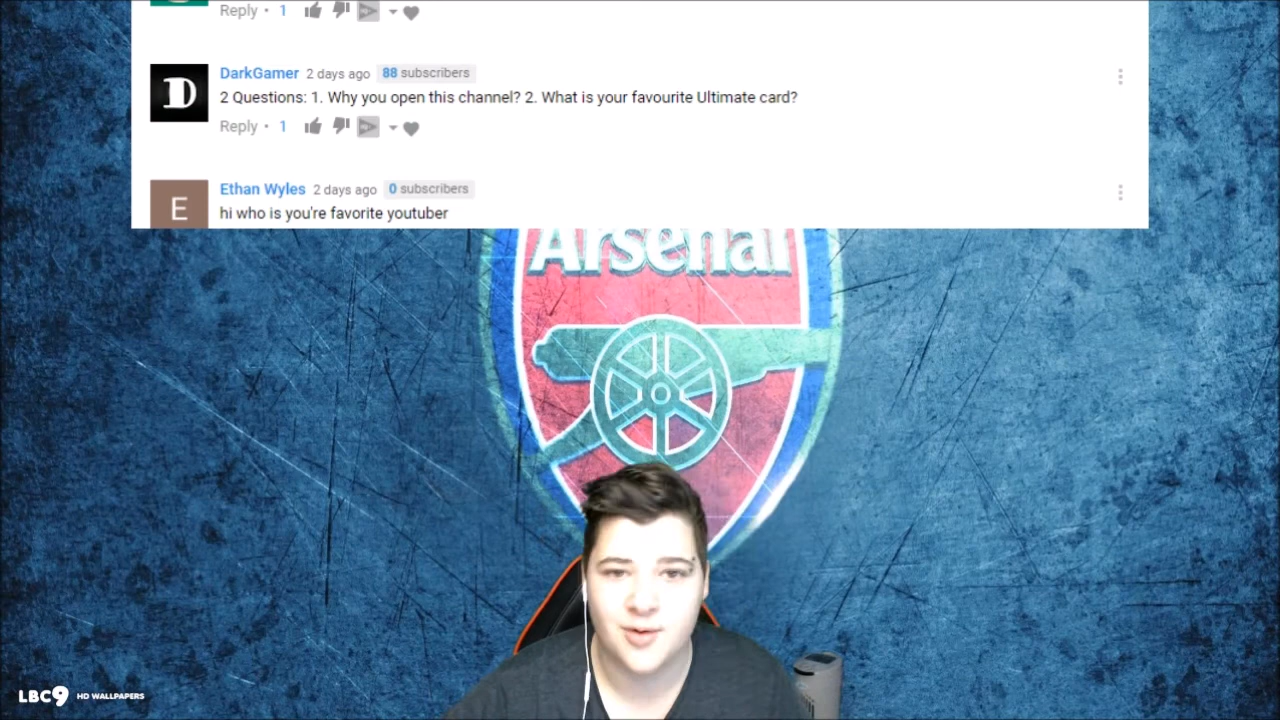 Reply • 1
DarkGamer 2 days ago 88 subscribers
2 Questions: 1. Why you open this channel? 2. What is your favourite Ultimate card?
Reply • 1
Ethan Wyles 2 days ago 0 subscribers
hi who is you're favorite youtuber
Arsenal
LBC9 HD WALLPAPERS